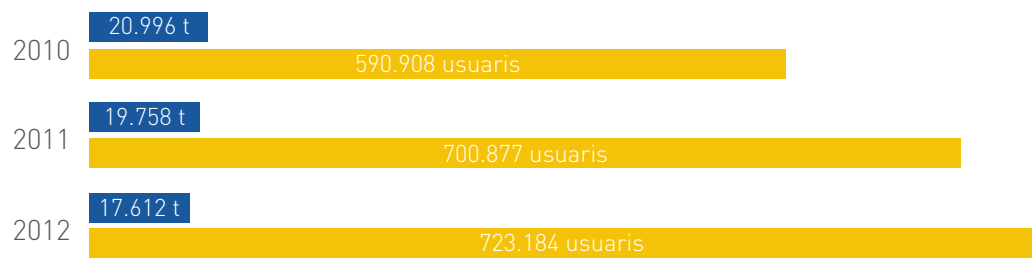 20.996 t
2010
590.908 usuaris
19.758 t
2011
700.877 usuaris
17.612 t
2012
723.184 usuaris